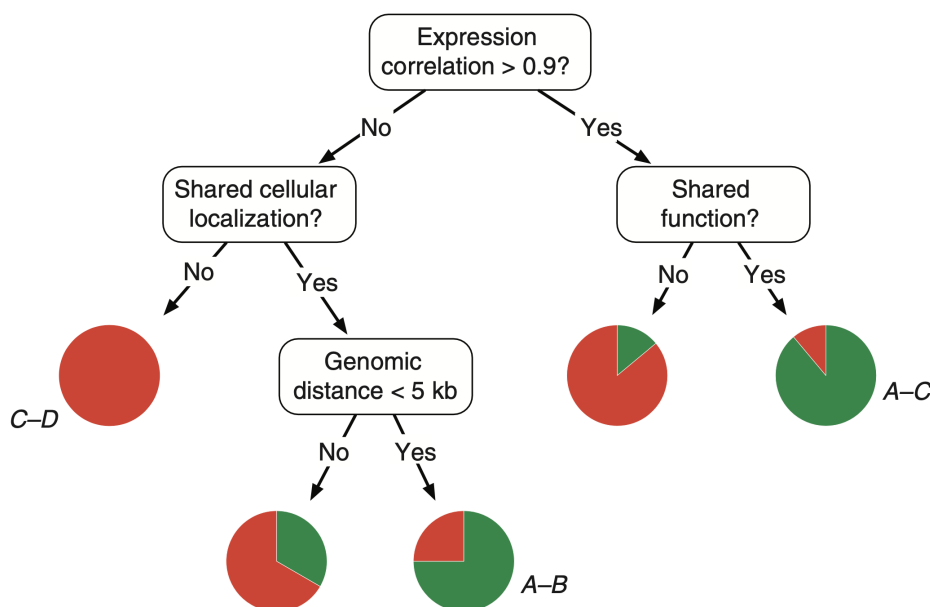 Expression
correlation > 0.9?
No
Yes
Shared cellular
localization?
Shared
function?
No
Yes
No
Yes
C–D
Genomic
distance < 5 kb
A–C
No
Yes
A–B